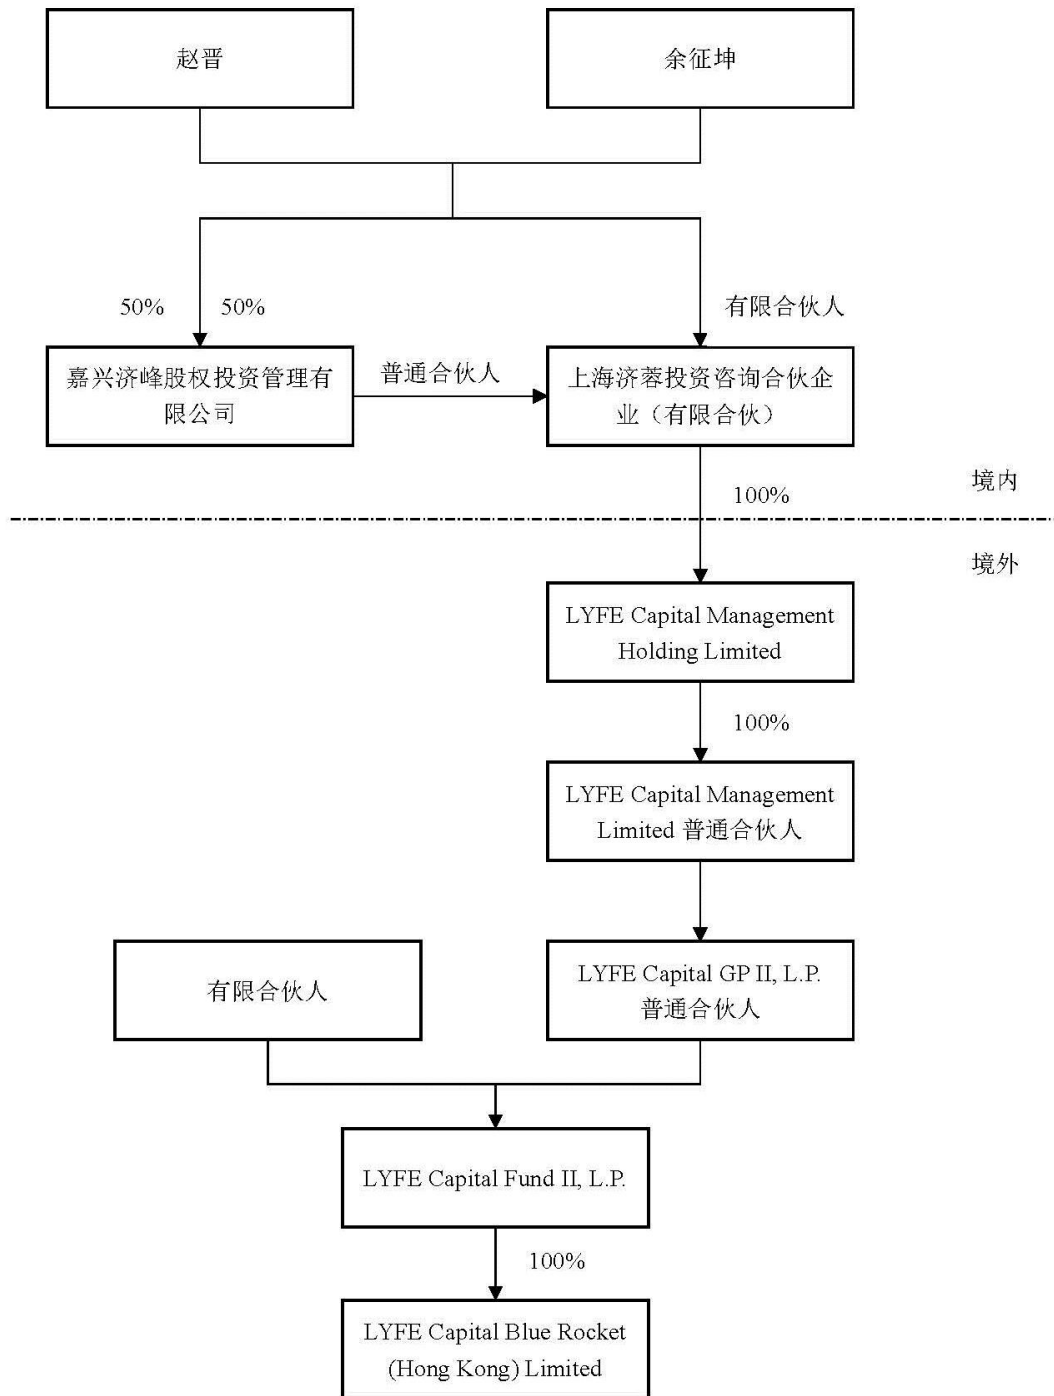 赵晋
余征坤
50%
50%
有限合伙人
嘉兴济峰股权投资管理有
限公司
普通合伙人
上海济蓉投资咨询合伙企
业（有限合伙）
境内
100%
境外
LYFE Capital Management
Holding Limited
100%
LYFE Capital Management
Limited 普通合伙人
有限合伙人
LYFE Capital GP II, L.P.
普通合伙人
LYFE Capital Fund II, L.P.
100%
LYFE Capital Blue Rocket
(Hong Kong) Limited